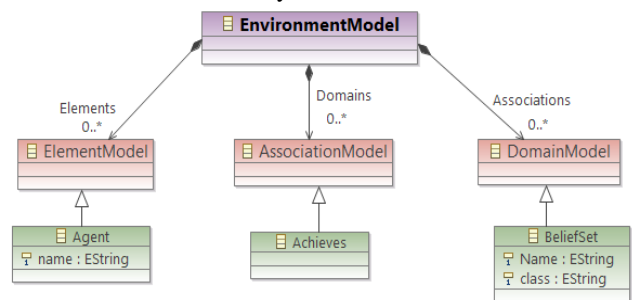 EnvironmentModel
Elements
0..*
Domains
0..*
Associations
0..*
ElementModel
AssociationModel
DomainModel
Agent
name : EString
Achieves
BeliefSet
Name : EString
class : EString